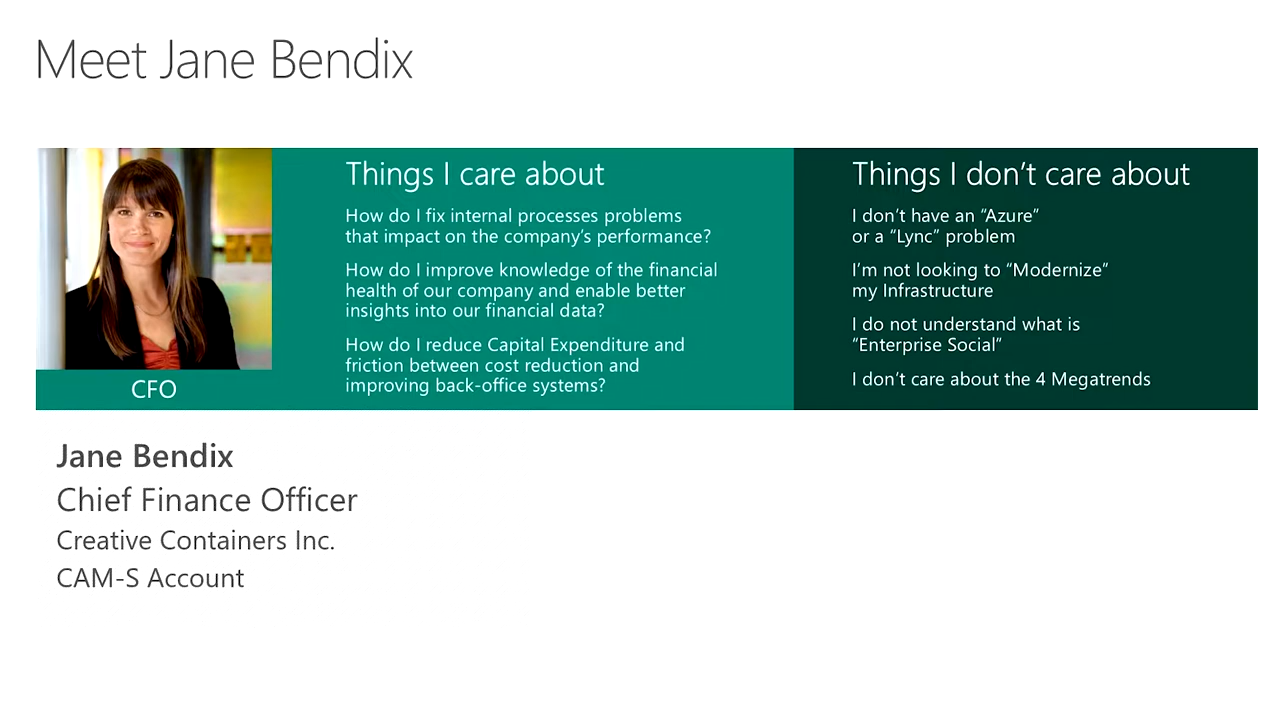 Meet Jane Bendix
Things I care about
How do I fix internal processes problems
that impact on the company's performance?
How do I improve knowledge of the financial
health of our company and enable better
insights into our financial data?
How do I reduce Capital Expenditure and
friction between cost reduction and
improving back-office systems?
Things I don't care about
I don't have an “Azure”
or a “Lync” problem
I'm not looking to “Modernize”
my Infrastructure
I do not understand what is
“Enterprise Social”
I don't care about the 4 Megatrends
CFO
Jane Bendix
Chief Finance Officer
Creative Containers Inc.
CAM-S Account